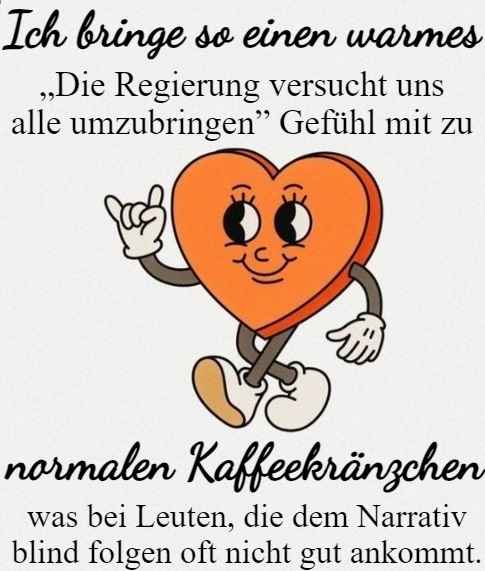 Ich bringe so einen warmes
„Die Regierung versucht uns
alle umzubringen” Gefühl mit zu
normalen Kaffeekränzchen
was bei Leuten, die dem Narrativ
blind folgen oft nicht gut ankommt.